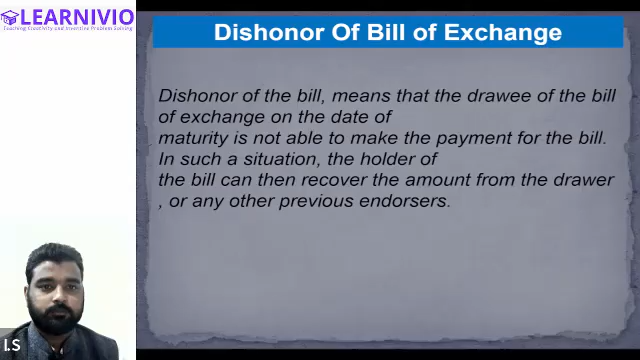 LEARNIVIO
Teaching Creativity and Inventive Problem Solving
Dishonor Of Bill of Exchange
Dishonor of the bill, means that the drawee of the bill
of exchange on the date of
maturity is not able to make the payment for the bill.
In such a situation, the holder of
the bill can then recover the amount from the drawer
, or any other previous endorsers.
I.S